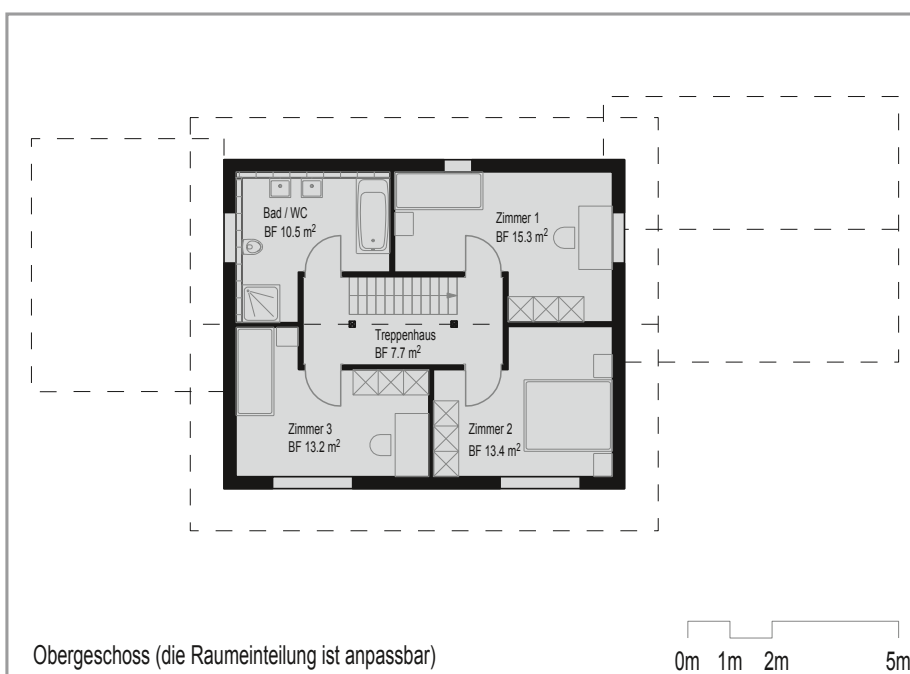 Bad / WC
BF 10.5 m²
Zimmer 1
BF 15.3 m²
Treppenhaus
BF 7.7 m²
Zimmer 3
BF 13.2 m²
Zimmer 2
BF 13.4 m²
Obergeschoss (die Raumeinteilung ist anpassbar)
0m 1m 2m 5m